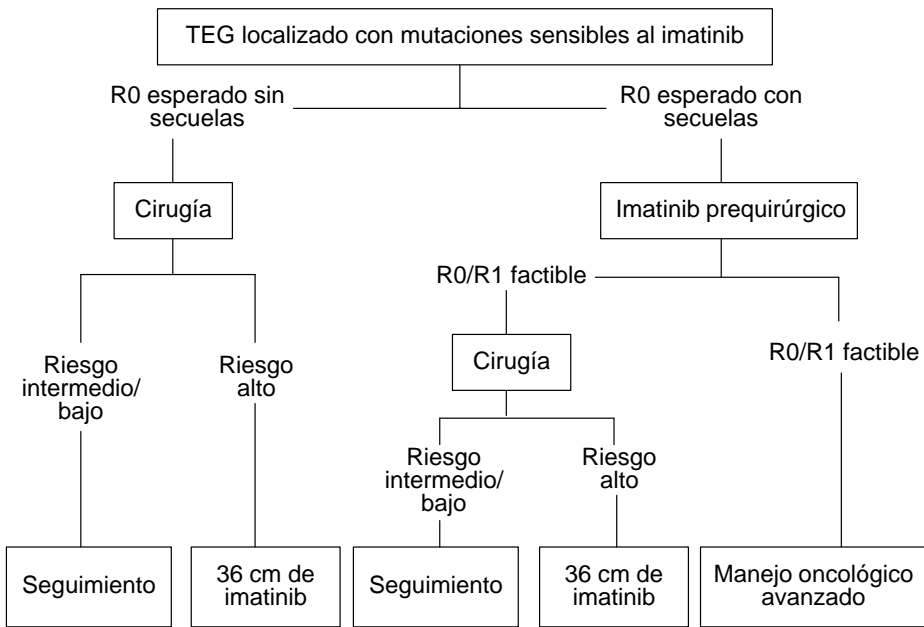 TEG localizado con mutaciones sensibles al imatinib
R0 esperado sin
secuelas
R0 esperado con
secuelas
Cirugía
Imatinib prequirúrgico
R0/R1 factible
Riesgo
intermedio/
bajo
Riesgo
alto
Cirugía
R0/R1 factible
Riesgo
intermedio/
bajo
Riesgo
alto
Seguimiento
36 cm de
imatinib
Seguimiento
36 cm de
imatinib
Manejo oncológico
avanzado